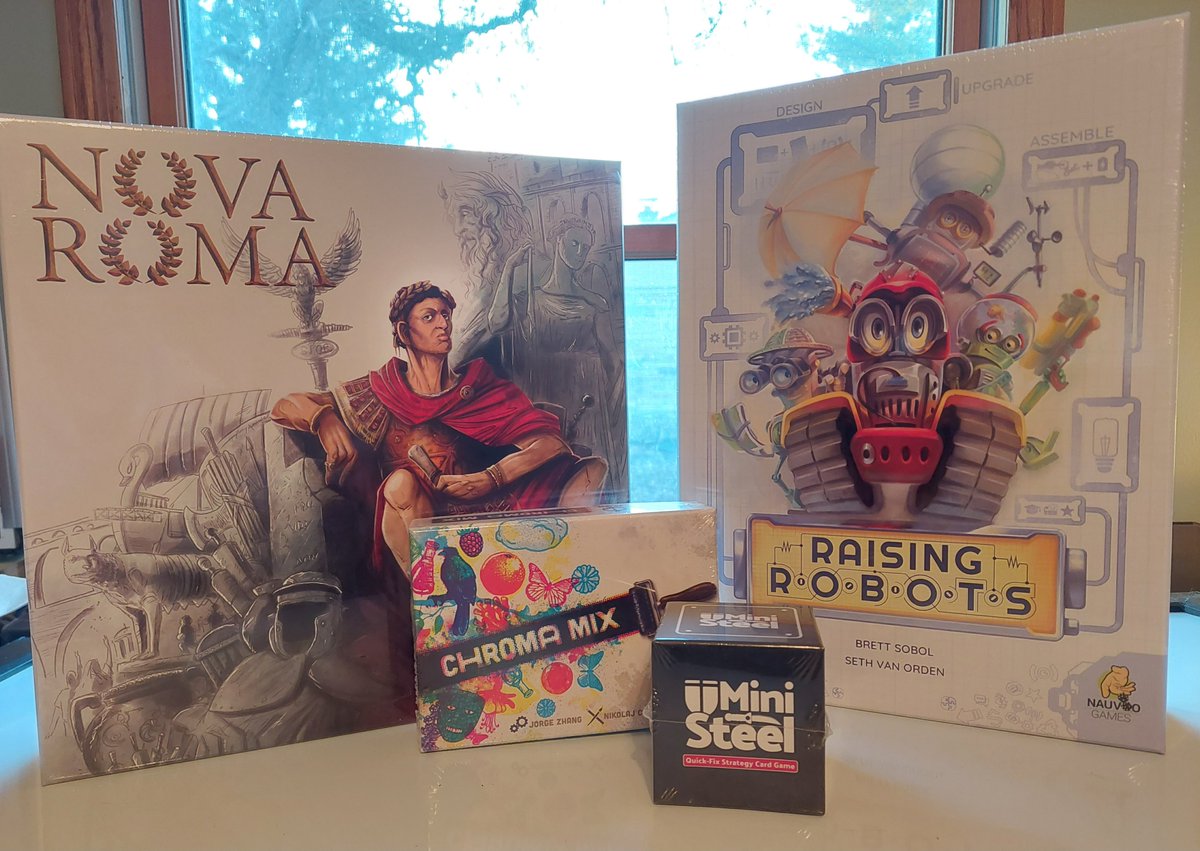 NOVA
ROMA
DESIGN
UPGRADE
ASSEMBLE
RAISING
ROBOTS
BRETT SOBOL
SETH VAN ORDEN
NAUVOO
GAMES
CHROMA MIX
JORGE ZHANG
NIKOLAJ
Mini
Steel
Mini
Steel
Quick-Fix Strategy Card Game